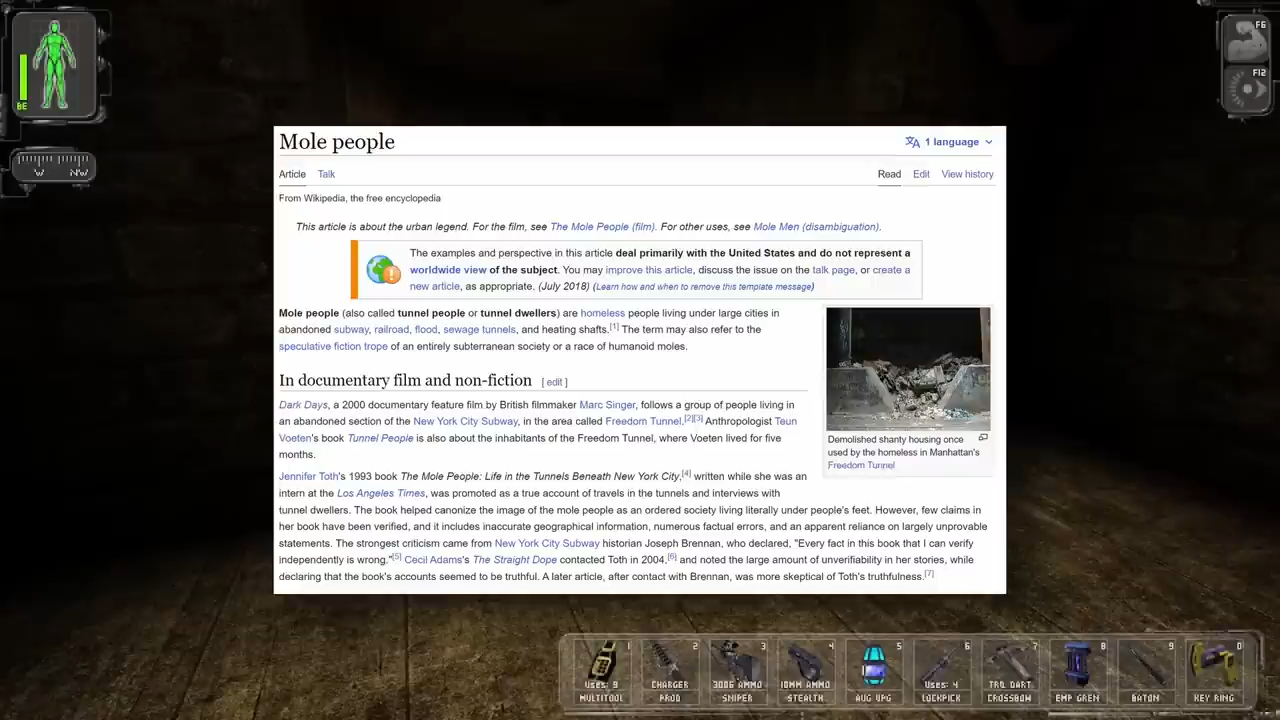 F6
F12
BE
W NW
Mole people
1 language
Article Talk Read Edit View history
From Wikipedia, the free encyclopedia
This article is about the urban legend. For the film, see The Mole People (film). For other uses, see Mole Men (disambiguation).
The examples and perspective in this article deal primarily with the United States and do not represent a
worldwide view of the subject. You may improve this article, discuss the issue on the talk page, or create a
new article, as appropriate. (July 2018) (Learn how and when to remove this template message)
Mole people (also called tunnel people or tunnel dwellers) are homeless people living under large cities in
abandoned subway, railroad, flood, sewage tunnels, and heating shafts.[1] The term may also refer to the
speculative fiction trope of an entirely subterranean society or a race of humanoid moles.
Demolished shanty housing once
used by the homeless in Manhattan's
Freedom Tunnel
In documentary film and non-fiction [ edit ]
Dark Days, a 2000 documentary feature film by British filmmaker Marc Singer, follows a group of people living in
an abandoned section of the New York City Subway, in the area called Freedom Tunnel.[2][3] Anthropologist Teun
Voeten's book Tunnel People is also about the inhabitants of the Freedom Tunnel, where Voeten lived for five
months.
Jennifer Toth's 1993 book The Mole People: Life in the Tunnels Beneath New York City,[4] written while she was an
intern at the Los Angeles Times, was promoted as a true account of travels in the tunnels and interviews with
tunnel dwellers. The book helped canonize the image of the mole people as an ordered society living literally under people's feet. However, few claims in
her book have been verified, and it includes inaccurate geographical information, numerous factual errors, and an apparent reliance on largely unprovable
statements. The strongest criticism came from New York City Subway historian Joseph Brennan, who declared, "Every fact in this book that I can verify
independently is wrong."[5] Cecil Adams's The Straight Dope contacted Toth in 2004,[6] and noted the large amount of unverifiability in her stories, while
declaring that the book's accounts seemed to be truthful. A later article, after contact with Brennan, was more skeptical of Toth's truthfulness.[7]
1 2 3 4 5 6 7 8 9 0
Uses: 9 CHARGER 3006 AMMO 10MM AMMO Uses: 4 TRQ DART
MULTITOOL PROD SNIPER STEALTH AUG UPG LOCKPICK CROSSBOW EMP GREN BATON KEY RING